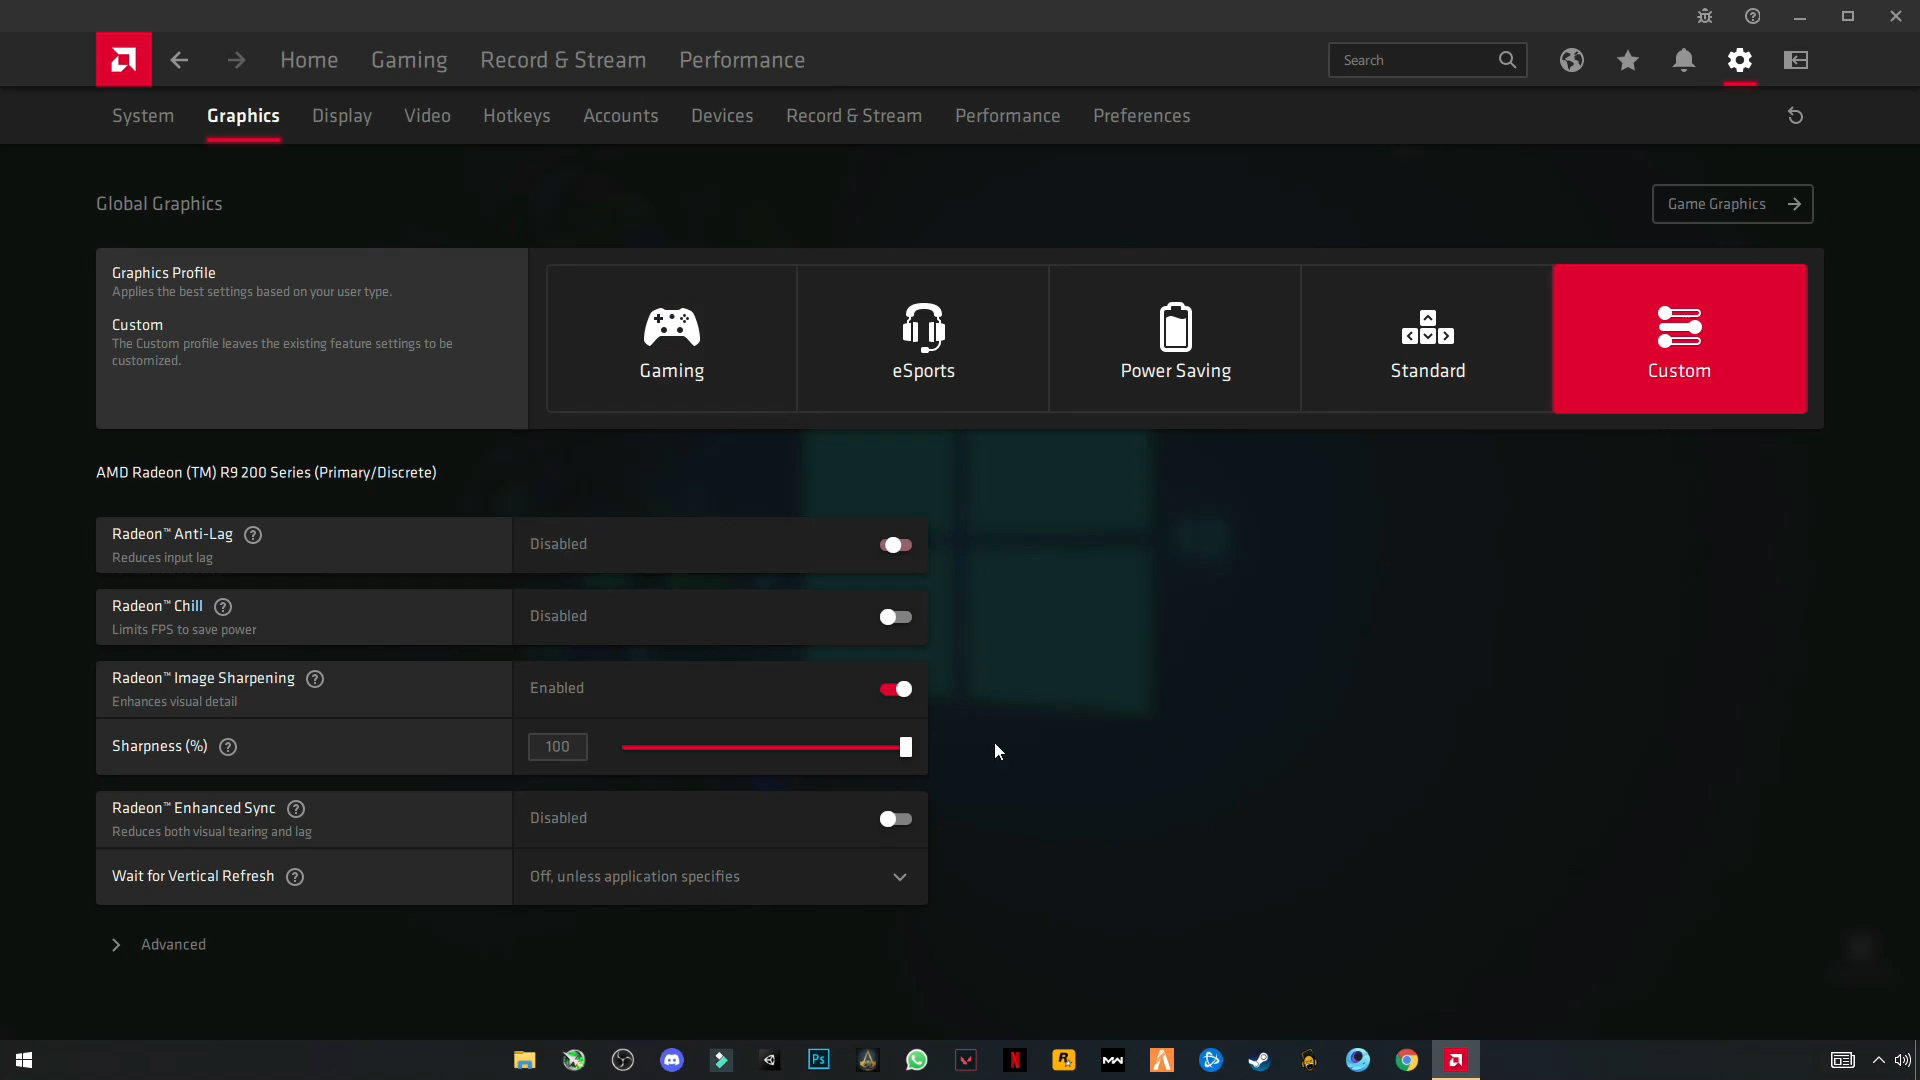 Home
Gaming
Record & Stream
Performance
Search
System
Graphics
Display
Video
Hotkeys
Accounts
Devices
Record & Stream
Performance
Preferences
Global Graphics
Game Graphics
Graphics Profile
Applies the best settings based on your user type.
Custom
The Custom profile leaves the existing feature settings to be
customized.
Gaming
eSports
Power Saving
Standard
Custom
AMD Radeon (TM) R9 200 Series (Primary/Discrete)
Radeon™ Anti-Lag
Reduces input lag
Disabled
Radeon™ Chill
Limits FPS to save power
Disabled
Radeon™ Image Sharpening
Enhances visual detail
Enabled
Sharpness (%)
100
Radeon™ Enhanced Sync
Reduces both visual tearing and lag
Disabled
Wait for Vertical Refresh
Off, unless application specifies
Advanced
Ps
N
R
MW